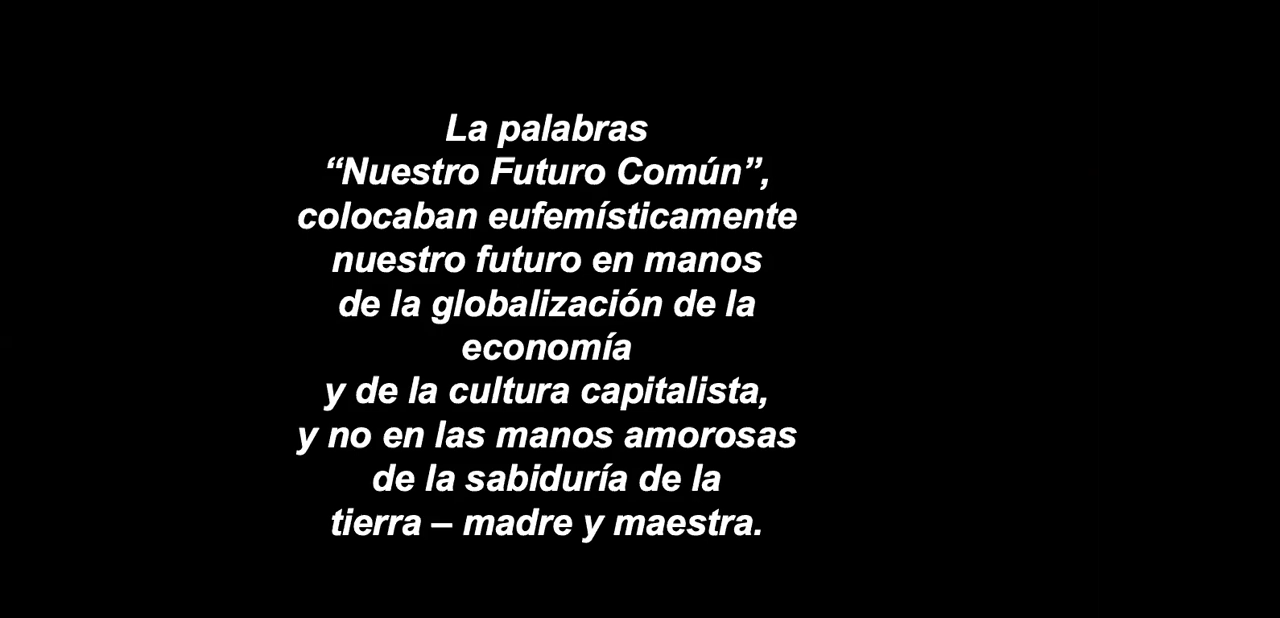 La palabras
“Nuestro Futuro Común”,
colocaban eufemísticamente
nuestro futuro en manos
de la globalización de la
economía
y de la cultura capitalista,
y no en las manos amorosas
de la sabiduría de la
tierra – madre y maestra.